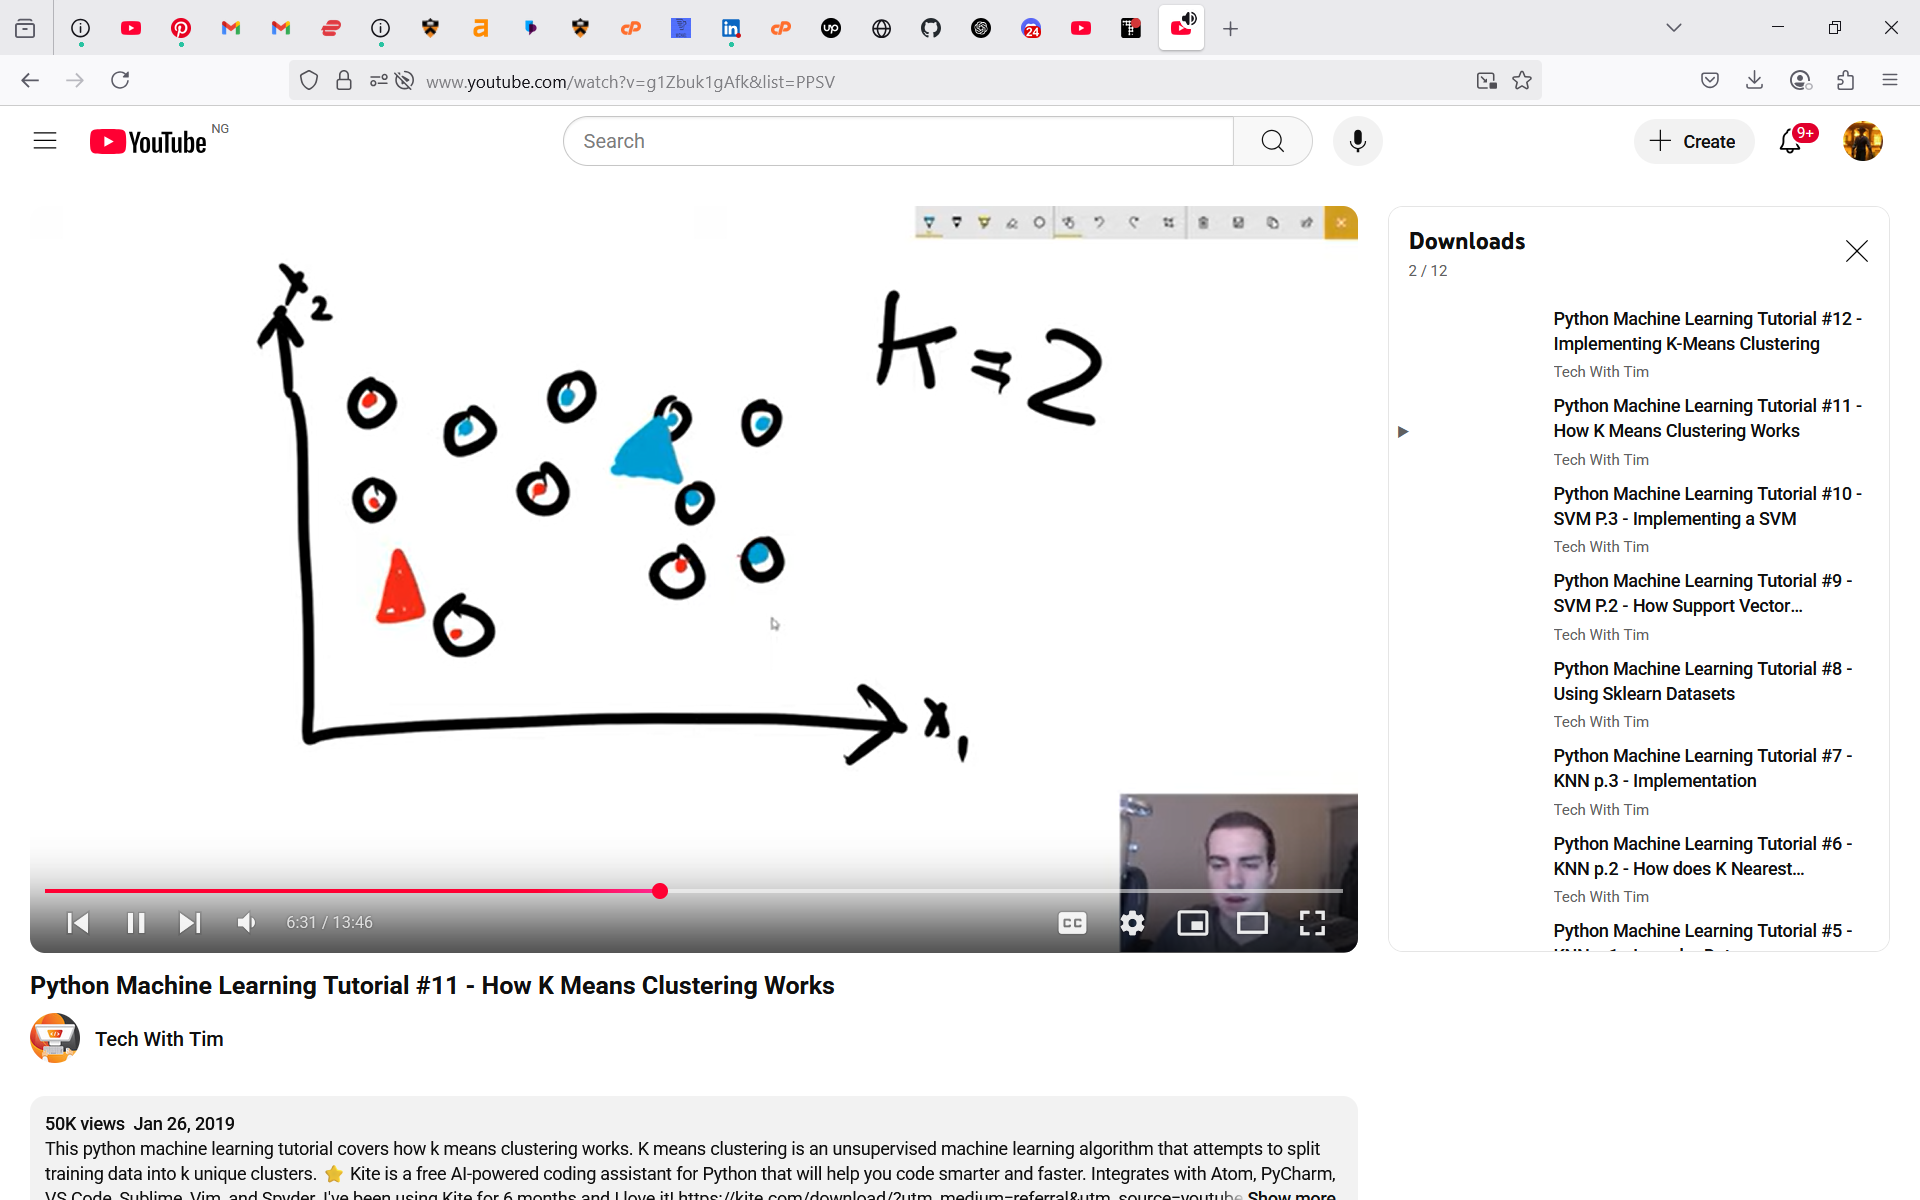 24
www.youtube.com/watch?v=g1Zbuk1gAfk&list=PPSV
YouTube NG
Search
Create
9+
x2
K=2
x1
6:31 / 13:46
CC
Downloads
2 / 12
Python Machine Learning Tutorial #12 -
Implementing K-Means Clustering
Tech With Tim
Python Machine Learning Tutorial #11 -
How K Means Clustering Works
Tech With Tim
Python Machine Learning Tutorial #10 -
SVM P.3 - Implementing a SVM
Tech With Tim
Python Machine Learning Tutorial #9 -
SVM P.2 - How Support Vector...
Tech With Tim
Python Machine Learning Tutorial #8 -
Using Sklearn Datasets
Tech With Tim
Python Machine Learning Tutorial #7 -
KNN p.3 - Implementation
Tech With Tim
Python Machine Learning Tutorial #6 -
KNN p.2 - How does K Nearest...
Tech With Tim
Python Machine Learning Tutorial #5 -
Python Machine Learning Tutorial #11 - How K Means Clustering Works
Tech With Tim
50K views Jan 26, 2019
This python machine learning tutorial covers how k means clustering works. K means clustering is an unsupervised machine learning algorithm that attempts to split
training data into k unique clusters. ⭐ Kite is a free AI-powered coding assistant for Python that will help you code smarter and faster. Integrates with Atom, PyCharm,
VS Code, Sublime, Vim, and Spyder. I've been using Kite for 6 months and I love it! https://kite.com/download/?utm_medium=referral&utm_source=youtube Show more